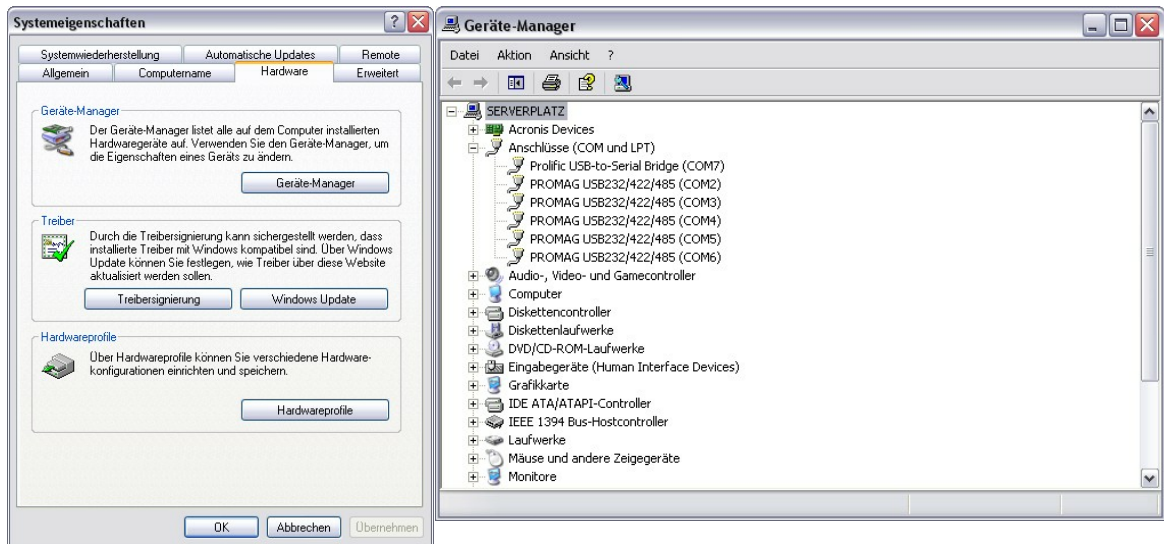 Systemeigenschaften
Systemwiederherstellung Automatische Updates Remote
Allgemein Computername Hardware Erweitert
Geräte-Manager
Der Geräte-Manager listet alle auf dem Computer installierten
Hardwaregeräte auf. Verwenden Sie den Geräte-Manager, um
die Eigenschaften eines Geräts zu ändern.
Geräte-Manager
Treiber
Durch die Treibersignierung kann sichergestellt werden, dass
installierte Treiber mit Windows kompatibel sind. Über Windows
Update können Sie festlegen, wie Treiber über diese Website
aktualisiert werden sollen.
Treibersignierung Windows Update
Hardwareprofile
Über Hardwareprofile können Sie verschiedene Hardware-
konfigurationen einrichten und speichern.
Hardwareprofile
OK Abbrechen Übernehmen
Geräte-Manager
Datei Aktion Ansicht ?
SERVERPLATZ
Acronis Devices
Anschlüsse (COM und LPT)
Prolific USB-to-Serial Bridge (COM7)
PROMAG USB232/422/485 (COM2)
PROMAG USB232/422/485 (COM3)
PROMAG USB232/422/485 (COM4)
PROMAG USB232/422/485 (COM5)
PROMAG USB232/422/485 (COM6)
Audio-, Video- und Gamecontroller
Computer
Diskettencontroller
Diskettenlaufwerke
DVD/CD-ROM-Laufwerke
Eingabegeräte (Human Interface Devices)
Grafikkarte
IDE ATA/ATAPI-Controller
IEEE 1394 Bus-Hostcontroller
Laufwerke
Mäuse und andere Zeigegeräte
Monitore